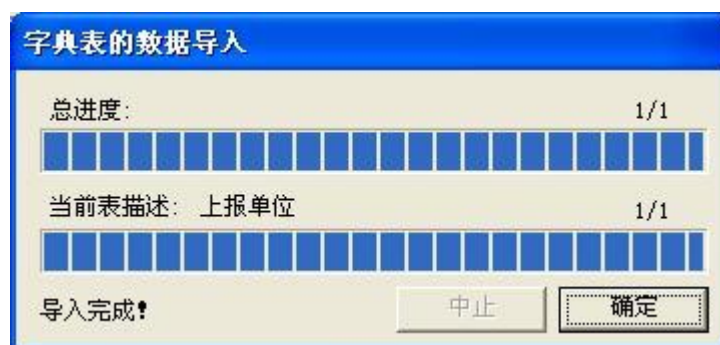 字典表的数据导入
总进度: 1/1
当前表描述: 上报单位 1/1
导入完成! 中止 确定